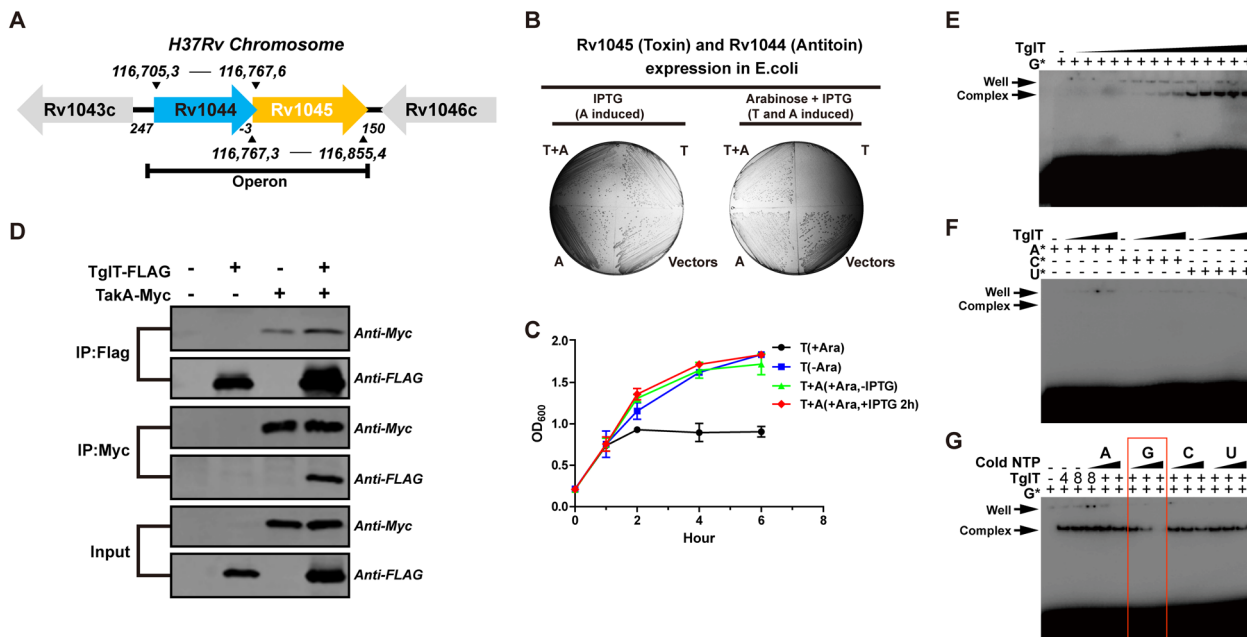 A
H37Rv Chromosome
116,705,3 — 116,767,6
Rv1043c
Rv1044
Rv1045
Rv1046c
247
-3
150
116,767,3 — 116,855,4
Operon
B
Rv1045 (Toxin) and Rv1044 (Antitoin)
expression in E.coli
IPTG
(A induced)
Arabinose + IPTG
(T and A induced)
T+A
T
A
Vectors
T+A
T
A
Vectors
C
OD600
2.0
1.5
1.0
0.5
0.0
0 2 4 6 8
Hour
T(+Ara)
T(-Ara)
T+A(+Ara,-IPTG)
T+A(+Ara,+IPTG 2h)
D
TglT-FLAG - + - +
TakA-Myc - - + +
IP:Flag
Anti-Myc
Anti-FLAG
IP:Myc
Anti-Myc
Anti-FLAG
Input
Anti-Myc
Anti-FLAG
E
TglT -
G* + + + + + + + + + + + + + + +
Well
Complex
F
TglT - - -
A* + + + + + - - - - - - - - - -
C* - - - - - + + + + + - - - - -
U* - - - - - - - - - - + + + + +
Well
Complex
G
Cold NTP A G C U
TglT - 4 8 8 + + + + + + + + + + +
G* + + + + + + + + + + + + + + +
Well
Complex